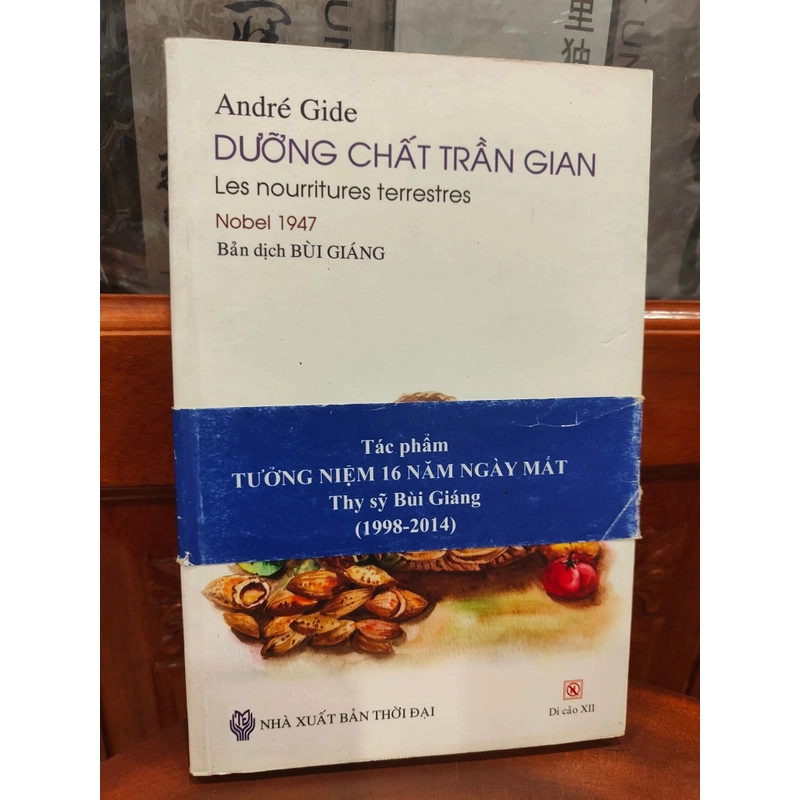 André Gide
DƯỠNG CHẤT TRẦN GIAN
Les nourritures terrestres
Nobel 1947
Bản dịch BÙI GIÁNG
Tác phẩm
TƯỞNG NIỆM 16 NĂM NGÀY MẤT
Thy sỹ Bùi Giáng
(1998-2014)
NHÀ XUẤT BẢN THỜI ĐẠI
Di cảo XII